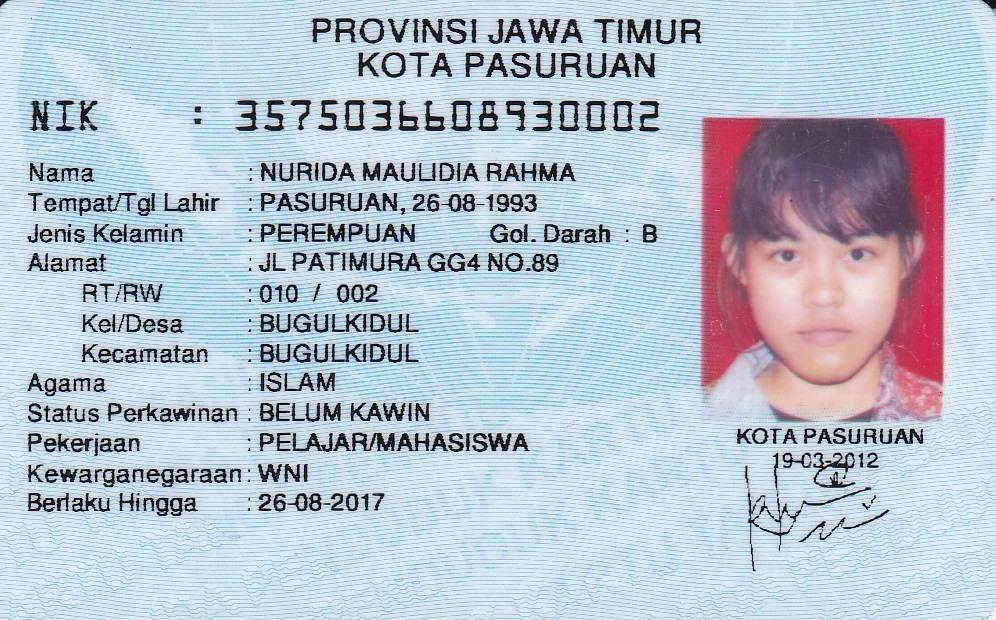 PROVINSI JAWA TIMUR
KOTA PASURUAN
NIK : 3575036608930002
Nama : NURIDA MAULIDIA RAHMA
Tempat/Tgl Lahir : PASURUAN, 26-08-1993
Jenis Kelamin : PEREMPUAN Gol. Darah : B
Alamat : JL PATIMURA GG4 NO.89
RT/RW : 010 / 002
Kel/Desa : BUGULKIDUL
Kecamatan : BUGULKIDUL
Agama : ISLAM
Status Perkawinan : BELUM KAWIN
Pekerjaan : PELAJAR/MAHASISWA
Kewarganegaraan : WNI
Berlaku Hingga : 26-08-2017
KOTA PASURUAN
19-03-2012